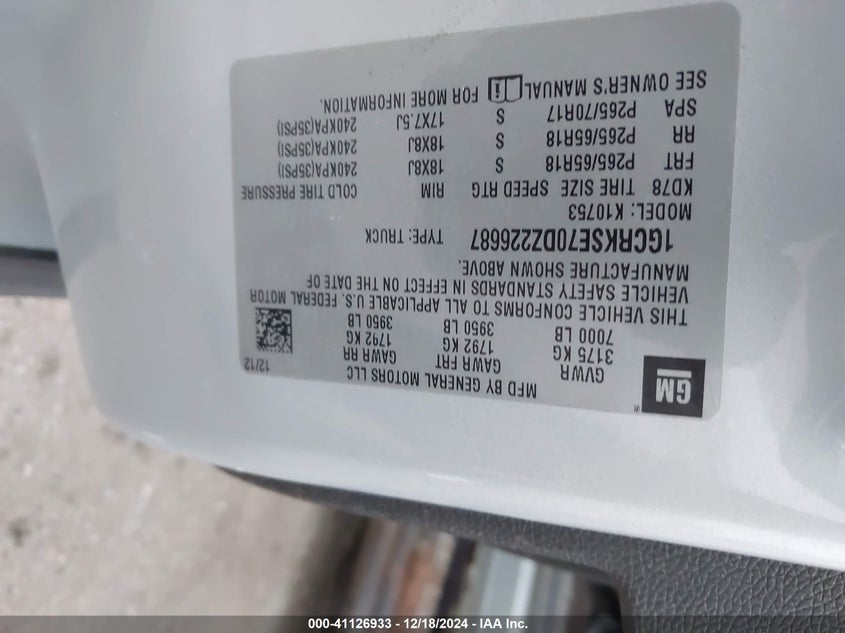 GM
MFD BY GENERAL MOTORS LLC
12/12
GVWR GAWR FRT GAWR RR
3175 KG 1792 KG 1792 KG
7000 LB 3950 LB 3950 LB
THIS VEHICLE CONFORMS TO ALL APPLICABLE U.S. FEDERAL MOTOR
VEHICLE SAFETY STANDARDS IN EFFECT ON THE DATE OF
MANUFACTURE SHOWN ABOVE.
1GCRKSE70DZ226687 TYPE: TRUCK
MODEL: K10753
KD78 TIRE SIZE SPEED RTG RIM COLD TIRE PRESSURE
FRT P265/65R18 S 18X8J 240KPA(35PSI)
RR P265/65R18 S 18X8J 240KPA(35PSI)
SPA P265/70R17 S 17X7.5J 240KPA(35PSI)
SEE OWNER'S MANUAL FOR MORE INFORMATION.
000-41126933 - 12/18/2024 - IAA Inc.